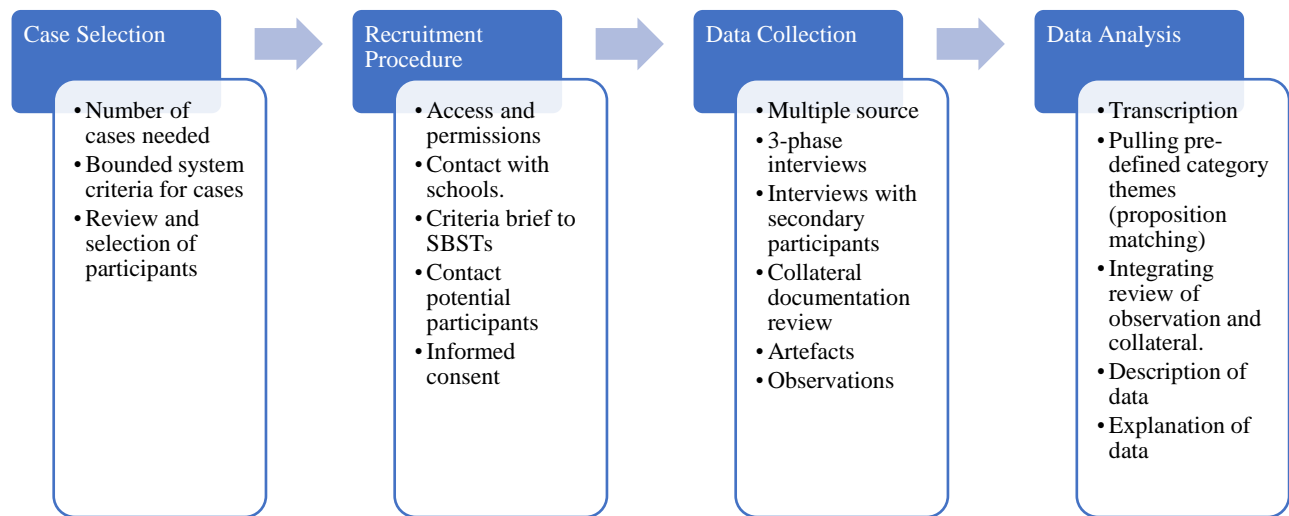 Case Selection
• Number of
cases needed
• Bounded system
criteria for cases
• Review and
selection of
participants
Recruitment
Procedure
• Access and
permissions
• Contact with
schools.
• Criteria brief to
SBSTs
• Contact
potential
participants
• Informed
consent
Data Collection
• Multiple source
• 3-phase
interviews
• Interviews with
secondary
participants
• Collateral
documentation
review
• Artefacts
• Observations
Data Analysis
• Transcription
• Pulling pre-
defined category
themes
(proposition
matching)
• Integrating
review of
observation and
collateral.
• Description of
data
• Explanation of
data